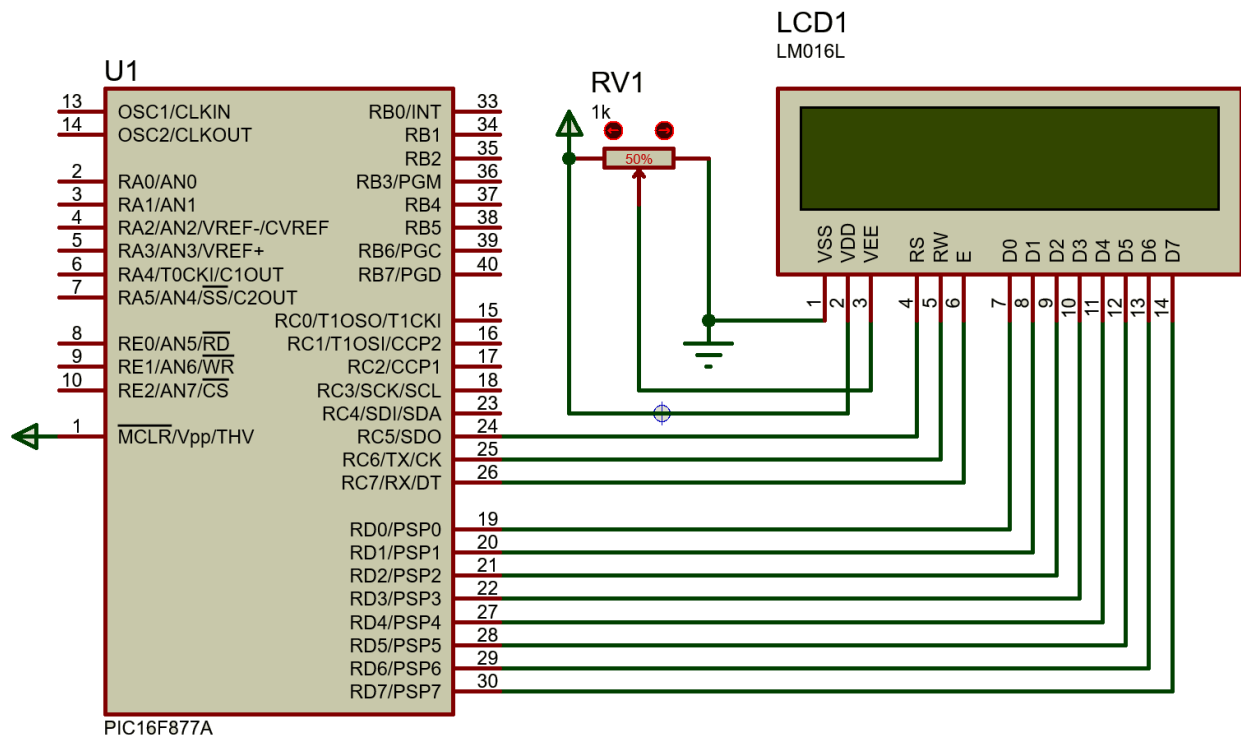 LCD1
LM016L
U1
RV1
1k
50%
13 OSC1/CLKIN
14 OSC2/CLKOUT
2 RA0/AN0
3 RA1/AN1
4 RA2/AN2/VREF-/CVREF
5 RA3/AN3/VREF+
6 RA4/T0CKI/C1OUT
7 RA5/AN4/SS/C2OUT
8 RE0/AN5/RD
9 RE1/AN6/WR
10 RE2/AN7/CS
1 MCLR/Vpp/THV
RB0/INT 33
RB1 34
RB2 35
RB3/PGM 36
RB4 37
RB5 38
RB6/PGC 39
RB7/PGD 40
RC0/T1OSO/T1CKI 15
RC1/T1OSI/CCP2 16
RC2/CCP1 17
RC3/SCK/SCL 18
RC4/SDI/SDA 23
RC5/SDO 24
RC6/TX/CK 25
RC7/RX/DT 26
RD0/PSP0 19
RD1/PSP1 20
RD2/PSP2 21
RD3/PSP3 22
RD4/PSP4 27
RD5/PSP5 28
RD6/PSP6 29
RD7/PSP7 30
PIC16F877A
VSS VDD VEE RS RW E D0 D1 D2 D3 D4 D5 D6 D7
1 2 3 4 5 6 7 8 9 10 11 12 13 14